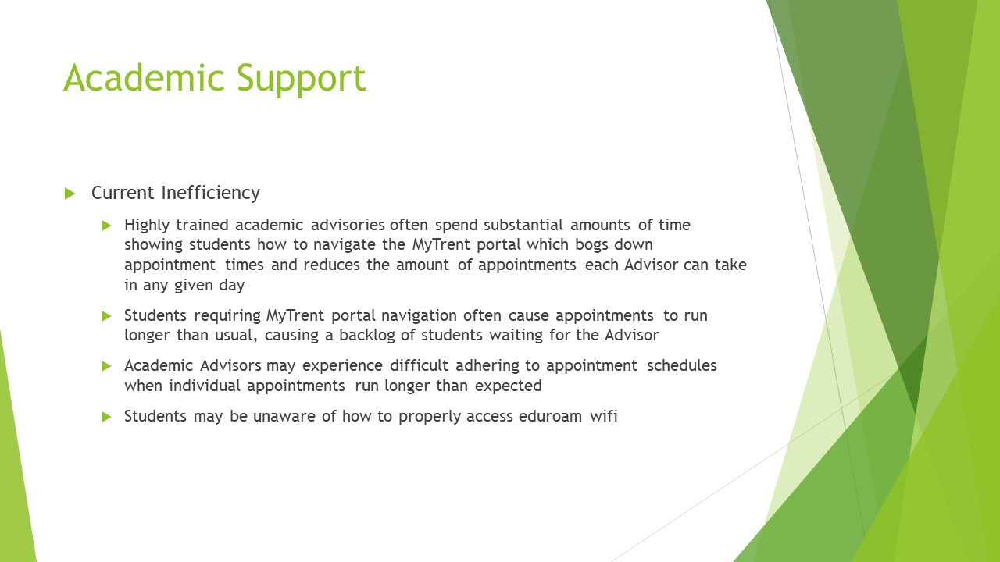 Academic Support
Current Inefficiency
Highly trained academic advisories often spend substantial amounts of time
showing students how to navigate the MyTrent portal which bogs down
appointment times and reduces the amount of appointments each Advisor can take
in any given day
Students requiring MyTrent portal navigation often cause appointments to run
longer than usual, causing a backlog of students waiting for the Advisor
Academic Advisors may experience difficult adhering to appointment schedules
when individual appointments run longer than expected
Students may be unaware of how to properly access eduroam wifi